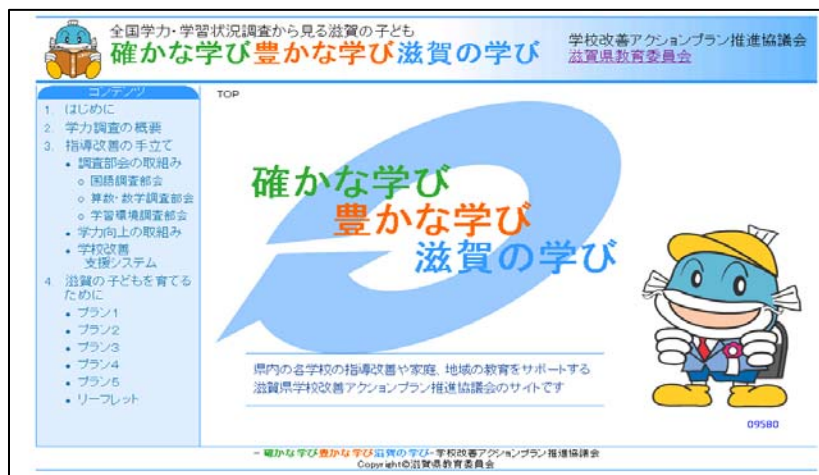 全国学力・学習状況調査から見る滋賀の子ども
確かな学び豊かな学び滋賀の学び
学校改善アクションプラン推進協議会
滋賀県教育委員会
コンテンツ
1. はじめに
2. 学力調査の概要
3. 指導改善の手立て
• 調査部会の取組み
○ 国語調査部会
○ 算数・数学調査部会
○ 学習環境調査部会
• 学力向上の取組み
• 学校改善
支援システム
4. 滋賀の子どもを育てる
ために
• プラン1
• プラン2
• プラン3
• プラン4
• プラン5
• リーフレット
TOP
確かな学び
豊かな学び
滋賀の学び
県内の各学校の指導改善や家庭、地域の教育をサポートする
滋賀県学校改善アクションプラン推進協議会のサイトです
09580
- 確かな学び豊かな学び滋賀の学び-学校改善アクションプラン推進協議会
Copyright©滋賀県教育委員会